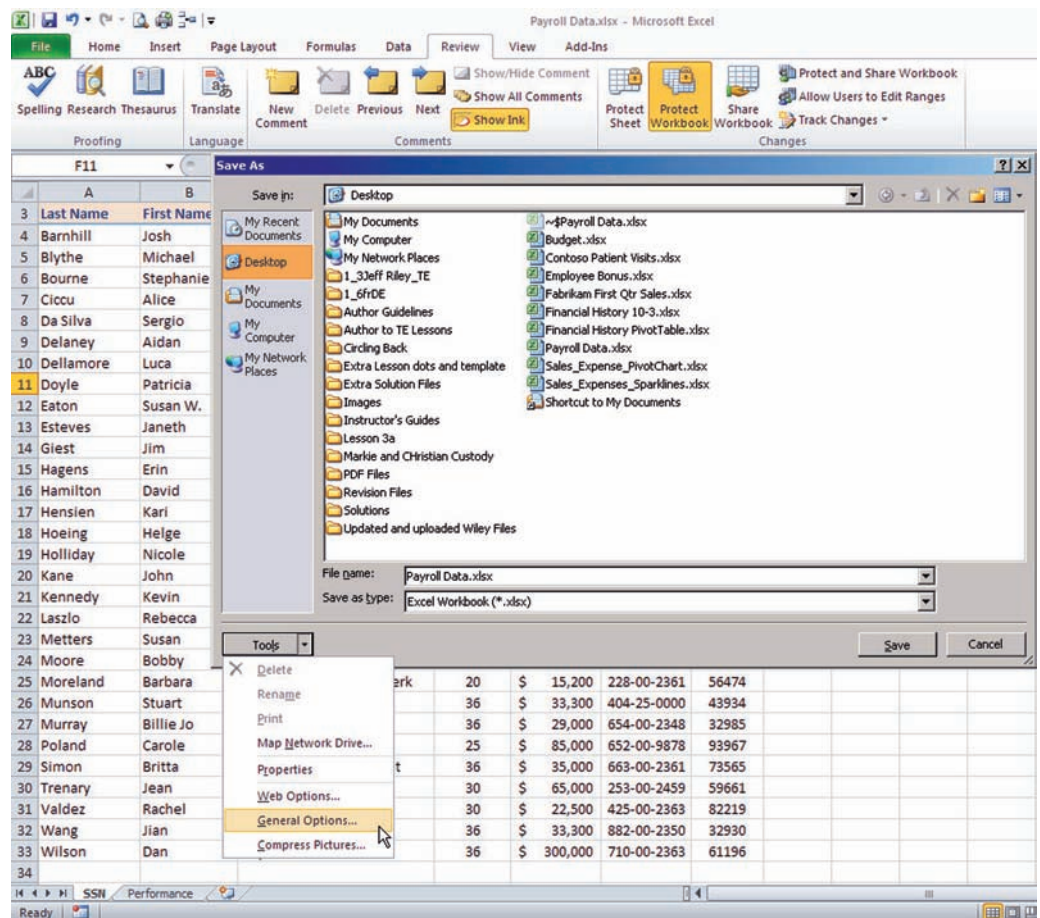 Payroll Data.xlsx - Microsoft Excel
File Home Insert Page Layout Formulas Data Review View Add-Ins
ABC
Spelling Research Thesaurus Translate New Comment Delete Previous Next Show/Hide Comment Show All Comments Show Ink Protect Sheet Protect Workbook Share Workbook Protect and Share Workbook Allow Users to Edit Ranges Track Changes
Proofing Language Comments Changes
F11
Save As
Save in: Desktop
My Recent Documents
Desktop
My Documents
My Computer
My Network Places
My Documents
My Computer
My Network Places
1_3Jeff Riley_TE
1_6frDE
Author Guidelines
Author to TE Lessons
Circling Back
Extra Lesson dots and template
Extra Solution Files
Images
Instructor's Guides
Lesson 3a
Markie and CHristian Custody
PDF Files
Revision Files
Solutions
Updated and uploaded Wiley Files
~$Payroll Data.xlsx
Budget.xlsx
Contoso Patient Visits.xlsx
Employee Bonus.xlsx
Fabrikam First Qtr Sales.xlsx
Financial History 10-3.xlsx
Financial History PivotTable.xlsx
Payroll Data.xlsx
Sales_Expense_PivotChart.xlsx
Sales_Expenses_Sparklines.xlsx
Shortcut to My Documents
File name: Payroll Data.xlsx
Save as type: Excel Workbook (*.xlsx)
Tools Save Cancel
Delete
Rename
Print
Map Network Drive...
Properties
Web Options...
General Options...
Compress Pictures...
A B
3 Last Name First Name
4 Barnhill Josh
5 Blythe Michael
6 Bourne Stephanie
7 Ciccu Alice
8 Da Silva Sergio
9 Delaney Aidan
10 Dellamore Luca
11 Doyle Patricia
12 Eaton Susan W.
13 Esteves Janeth
14 Giest Jim
15 Hagens Erin
16 Hamilton David
17 Hensien Kari
18 Hoeing Helge
19 Holliday Nicole
20 Kane John
21 Kennedy Kevin
22 Laszlo Rebecca
23 Metters Susan
24 Moore Bobby
25 Moreland Barbara erk 20 $ 15,200 228-00-2361 56474
26 Munson Stuart 36 $ 33,300 404-25-0000 43934
27 Murray Billie Jo 36 $ 29,000 654-00-2348 32985
28 Poland Carole 25 $ 85,000 652-00-9878 93967
29 Simon Britta t 36 $ 35,000 663-00-2361 73565
30 Trenary Jean 30 $ 65,000 253-00-2459 59661
31 Valdez Rachel 30 $ 22,500 425-00-2363 82219
32 Wang Jian 36 $ 33,300 882-00-2350 32930
33 Wilson Dan 36 $ 300,000 710-00-2363 61196
34
SSN Performance
Ready